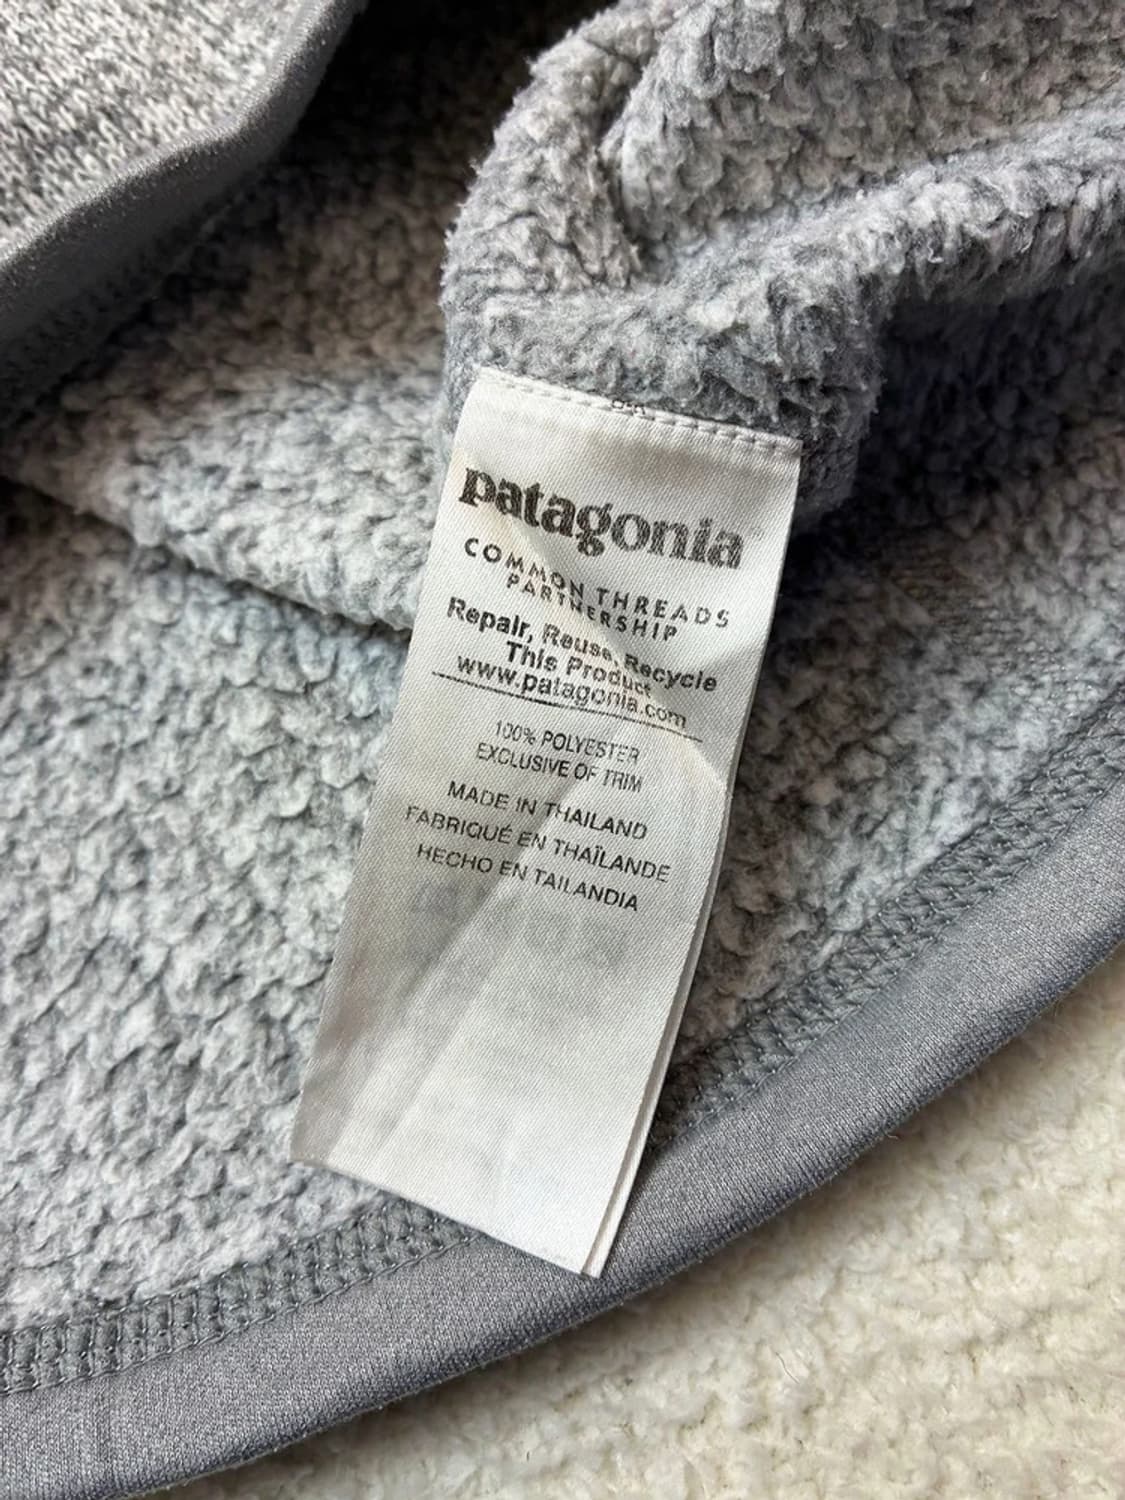 patagonia
COMMON THREADS
PARTNERSHIP
Repair, Reuse, Recycle
This Product
www.patagonia.com
100% POLYESTER
EXCLUSIVE OF TRIM
MADE IN THAILAND
FABRIQUÉ EN THAÏLANDE
HECHO EN TAILANDIA